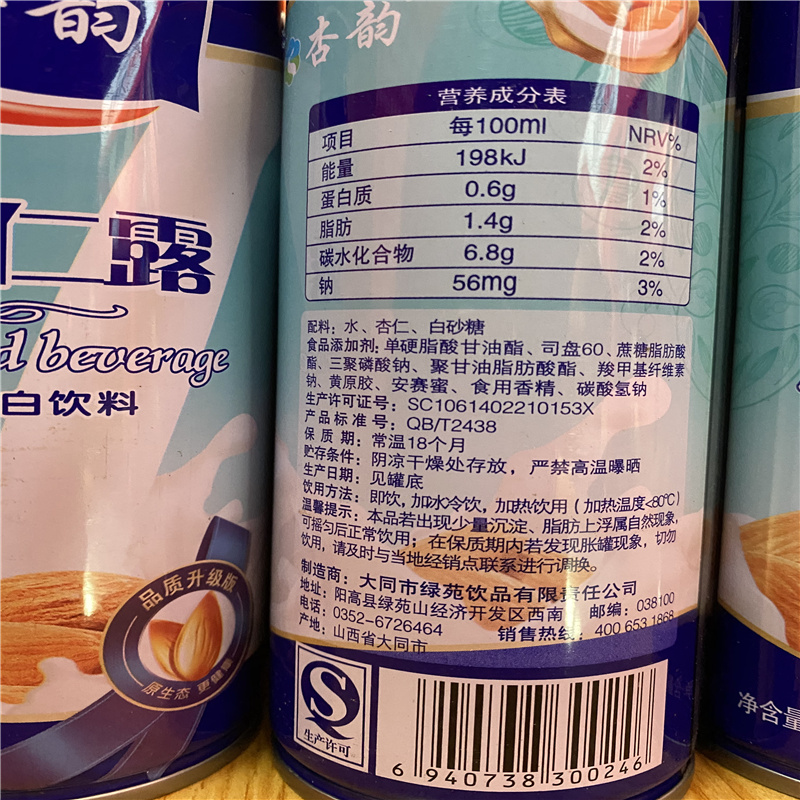 韵
仁露
d beverage
白饮料
品质升级版
原生态 更健康
杏韵
营养成分表
项目 每100ml NRV%
能量 198kJ 2%
蛋白质 0.6g 1%
脂肪 1.4g 2%
碳水化合物 6.8g 2%
钠 56mg 3%
配料: 水、杏仁、白砂糖
食品添加剂: 单硬脂酸甘油酯、司盘60、蔗糖脂肪酸
酯、三聚磷酸钠、聚甘油脂肪酸酯、羧甲基纤维素
钠、黄原胶、安赛蜜、食用香精、碳酸氢钠
生产许可证号: SC1061402210153X
产品标准号: QB/T2438
保质期: 常温18个月
贮存条件: 阴凉干燥处存放，严禁高温曝晒
生产日期: 见罐底
饮用方法: 即饮，加冰冷饮，加热饮用（加热温度<80℃）
温馨提示: 本品若出现少量沉淀、脂肪上浮属自然现象，
可摇匀后正常饮用；在保质期内若发现胀罐现象，切勿
饮用，请及时与当地经销点联系进行调换。
制造商: 大同市绿苑饮品有限责任公司
地址: 阳高县绿苑山经济开发区西南 邮编: 038100
电话: 0352-6726464 销售热线: 400 653 1868
产地: 山西省大同市
生产许可
6 940738 300246
净含量